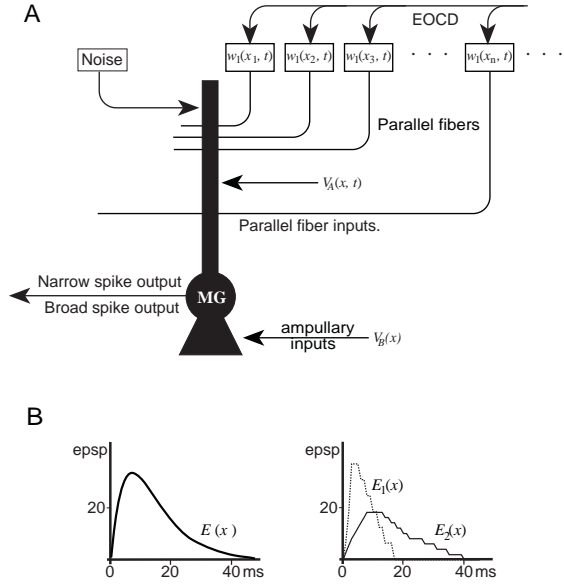 A
EOCD
Noise
w1(x1, t)
w1(x2, t)
w1(x3, t)
· · ·
w1(xn, t)
· · ·
Parallel fibers
VA(x, t)
Parallel fiber inputs.
Narrow spike output
MG
Broad spike output
ampullary
inputs
VB(x)
B
epsp
20
E (x)
0
20
40 ms
epsp
20
E1(x)
E2(x)
0
20
40 ms